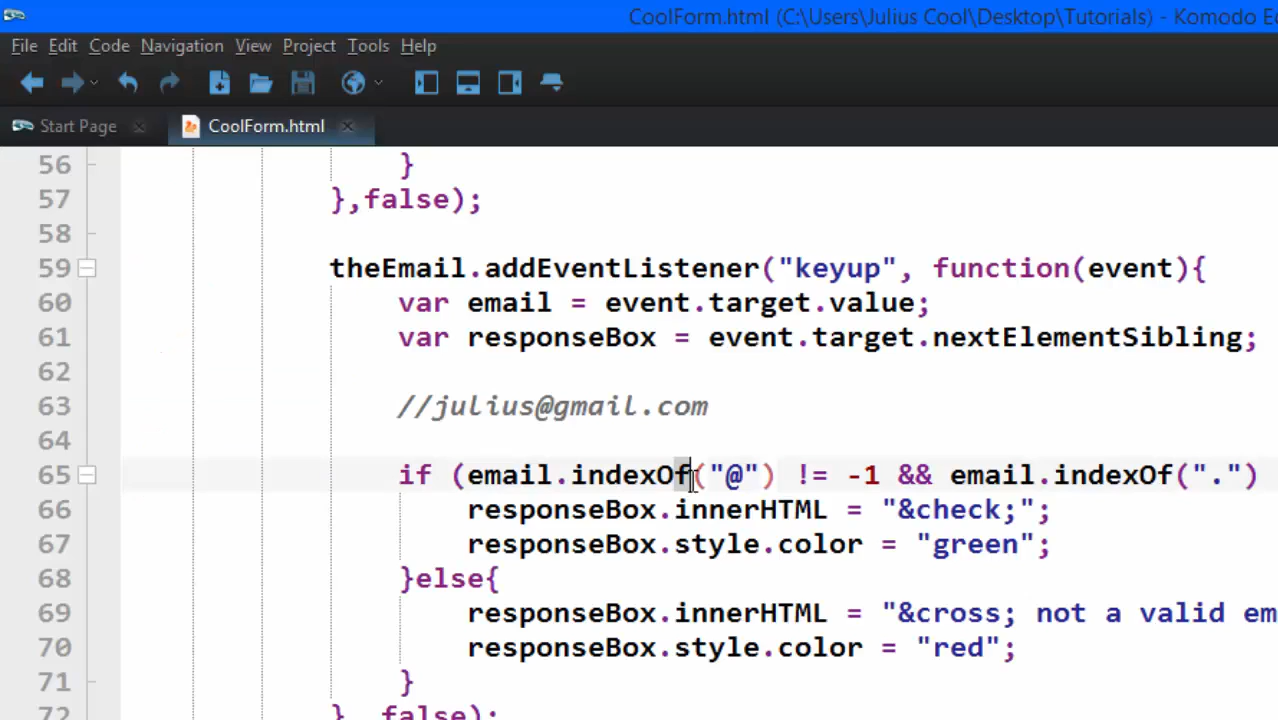 CoolForm.html (C:\Users\Julius Cool\Desktop\Tutorials) - Komodo
File Edit Code Navigation View Project Tools Help
Start Page CoolForm.html
56 }
57 },false);
58
59 theEmail.addEventListener("keyup", function(event){
60 var email = event.target.value;
61 var responseBox = event.target.nextElementSibling;
62
63 //julius@gmail.com
64
65 if (email.indexOf("@") != -1 && email.indexOf(".")
66 responseBox.innerHTML = "&check;";
67 responseBox.style.color = "green";
68 }else{
69 responseBox.innerHTML = "&cross; not a valid em
70 responseBox.style.color = "red";
71 }
72 }, false);